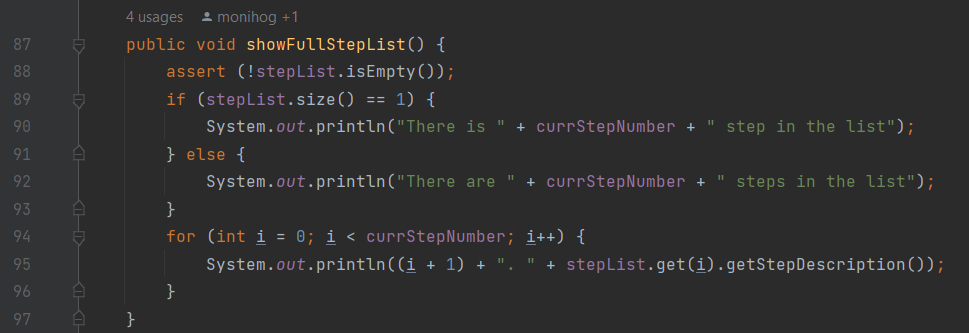 4 usages monihog +1
87 public void showFullStepList() {
88 assert (!stepList.isEmpty());
89 if (stepList.size() == 1) {
90 System.out.println("There is " + currStepNumber + " step in the list");
91 } else {
92 System.out.println("There are " + currStepNumber + " steps in the list");
93 }
94 for (int i = 0; i < currStepNumber; i++) {
95 System.out.println((i + 1) + ". " + stepList.get(i).getStepDescription());
96 }
97 }